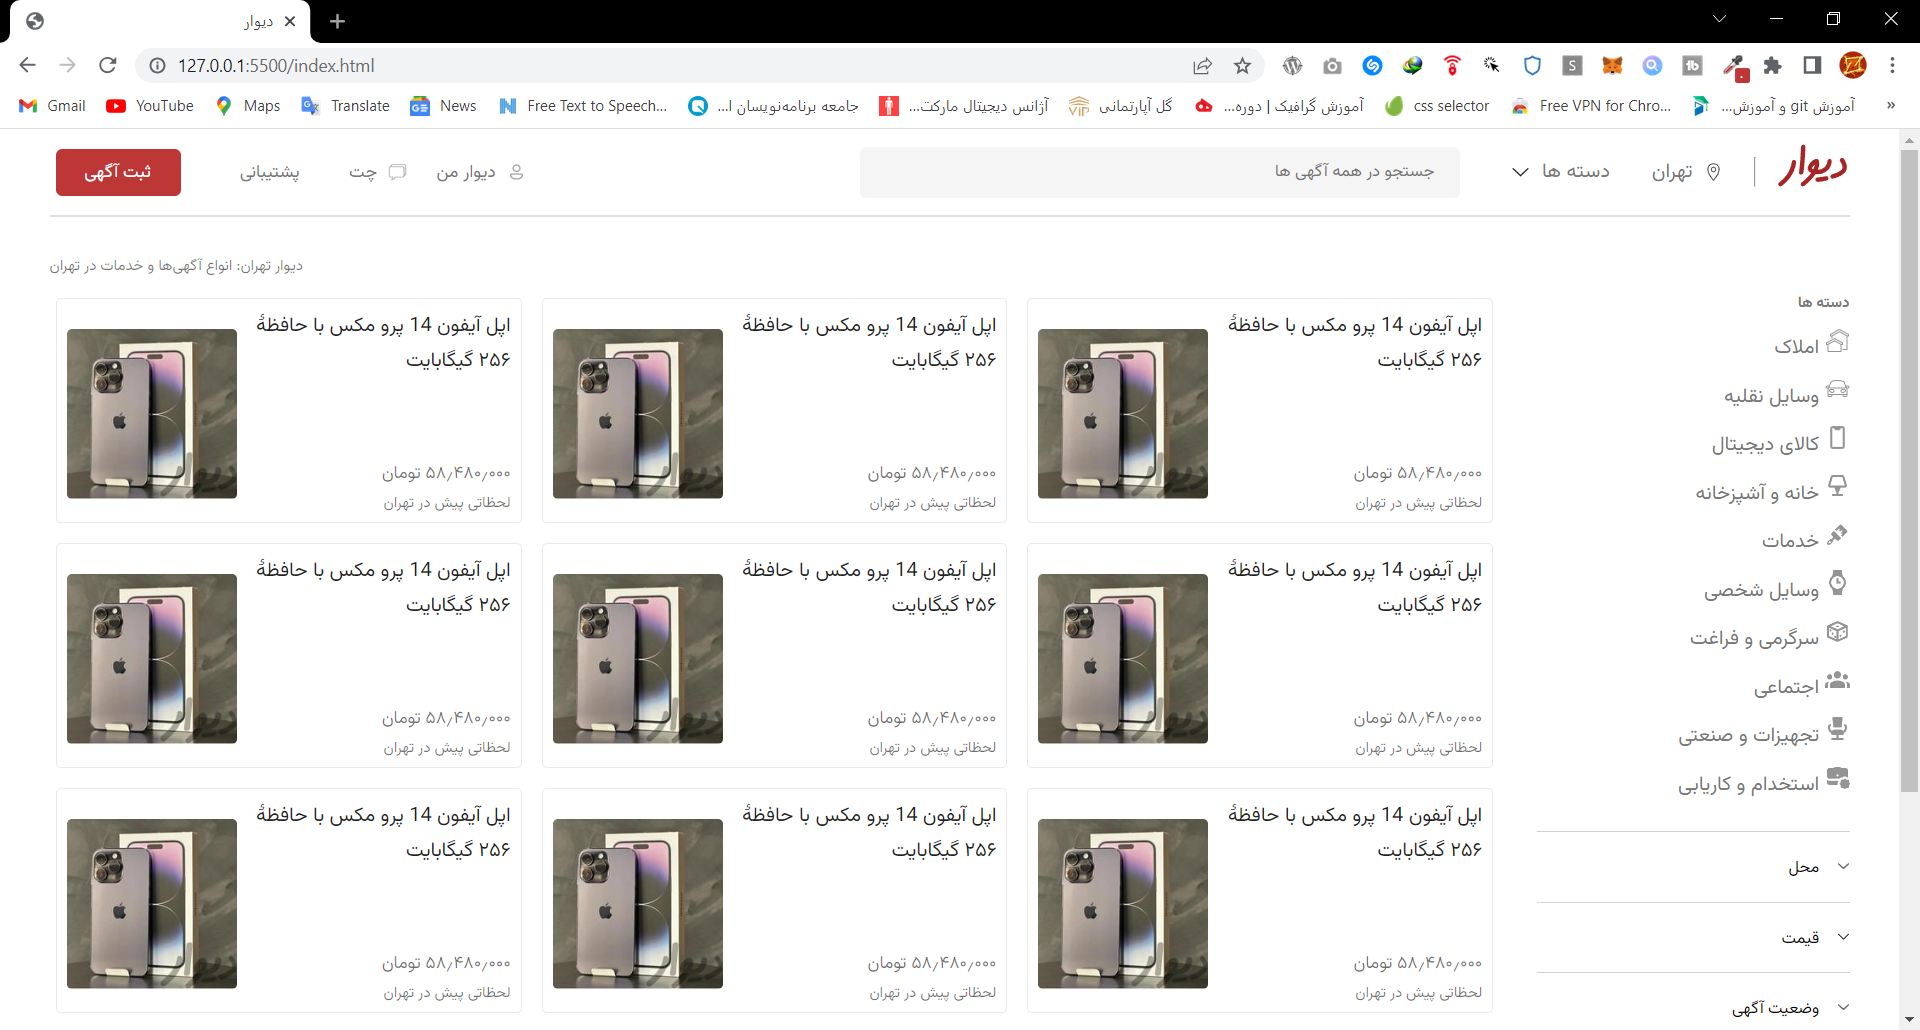 دیوار
127.0.0.1:5500/index.html
Gmail
YouTube
Maps
Translate
News
Free Text to Speech...
جامعه برنامه‌نویسان ا...
آژانس دیجیتال مارکت...
گل آپارتمانی
آموزش گرافیک | دوره...
css selector
Free VPN for Chro...
آموزش git و آموزش...
»
دیوار
تهران
دسته ها
جستجو در همه آگهی ها
دیوار من
چت
پشتیبانی
ثبت آگهی
دیوار تهران: انواع آگهی‌ها و خدمات در تهران
دسته ها
املاک
وسایل نقلیه
کالای دیجیتال
خانه و آشپزخانه
خدمات
وسایل شخصی
سرگرمی و فراغت
اجتماعی
تجهیزات و صنعتی
استخدام و کاریابی
محل
قیمت
وضعیت آگهی
اپل آیفون 14 پرو مکس با حافظهٔ
۲۵۶ گیگابایت
۵۸٫۴۸۰٫۰۰۰ تومان
لحظاتی پیش در تهران
اپل آیفون 14 پرو مکس با حافظهٔ
۲۵۶ گیگابایت
۵۸٫۴۸۰٫۰۰۰ تومان
لحظاتی پیش در تهران
اپل آیفون 14 پرو مکس با حافظهٔ
۲۵۶ گیگابایت
۵۸٫۴۸۰٫۰۰۰ تومان
لحظاتی پیش در تهران
اپل آیفون 14 پرو مکس با حافظهٔ
۲۵۶ گیگابایت
۵۸٫۴۸۰٫۰۰۰ تومان
لحظاتی پیش در تهران
اپل آیفون 14 پرو مکس با حافظهٔ
۲۵۶ گیگابایت
۵۸٫۴۸۰٫۰۰۰ تومان
لحظاتی پیش در تهران
اپل آیفون 14 پرو مکس با حافظهٔ
۲۵۶ گیگابایت
۵۸٫۴۸۰٫۰۰۰ تومان
لحظاتی پیش در تهران
اپل آیفون 14 پرو مکس با حافظهٔ
۲۵۶ گیگابایت
۵۸٫۴۸۰٫۰۰۰ تومان
لحظاتی پیش در تهران
اپل آیفون 14 پرو مکس با حافظهٔ
۲۵۶ گیگابایت
۵۸٫۴۸۰٫۰۰۰ تومان
لحظاتی پیش در تهران
اپل آیفون 14 پرو مکس با حافظهٔ
۲۵۶ گیگابایت
۵۸٫۴۸۰٫۰۰۰ تومان
لحظاتی پیش در تهران